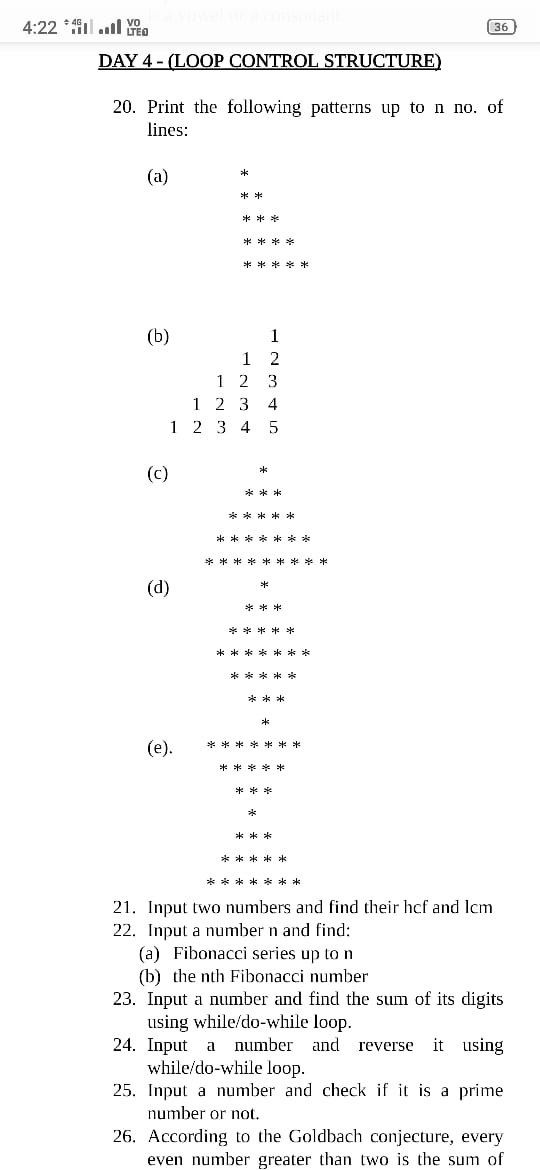 is a vowel or a consonant.
4:22 4G VO LTE 36
DAY 4 - (LOOP CONTROL STRUCTURE)
20. Print the following patterns up to n no. of
lines:
(a) *
* *
* * *
* * * *
* * * * *
(b) 1
1 2
1 2 3
1 2 3 4
1 2 3 4 5
(c) *
* * *
* * * * *
* * * * * * *
* * * * * * * * *
(d) *
* * *
* * * * *
* * * * * * *
* * * * *
* * *
*
(e). * * * * * * *
* * * * *
* * *
*
* * *
* * * * *
* * * * * * *
21. Input two numbers and find their hcf and lcm
22. Input a number n and find:
(a) Fibonacci series up to n
(b) the nth Fibonacci number
23. Input a number and find the sum of its digits
using while/do-while loop.
24. Input a number and reverse it using
while/do-while loop.
25. Input a number and check if it is a prime
number or not.
26. According to the Goldbach conjecture, every
even number greater than two is the sum of